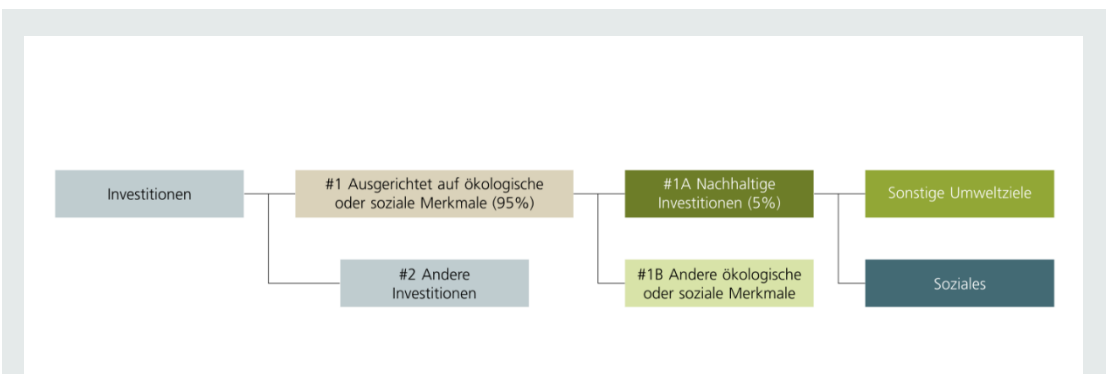 Investitionen
#1 Ausgerichtet auf ökologische
oder soziale Merkmale (95%)
#1A Nachhaltige
Investitionen (5%)
Sonstige Umweltziele
#2 Andere
Investitionen
#1B Andere ökologische
oder soziale Merkmale
Soziales